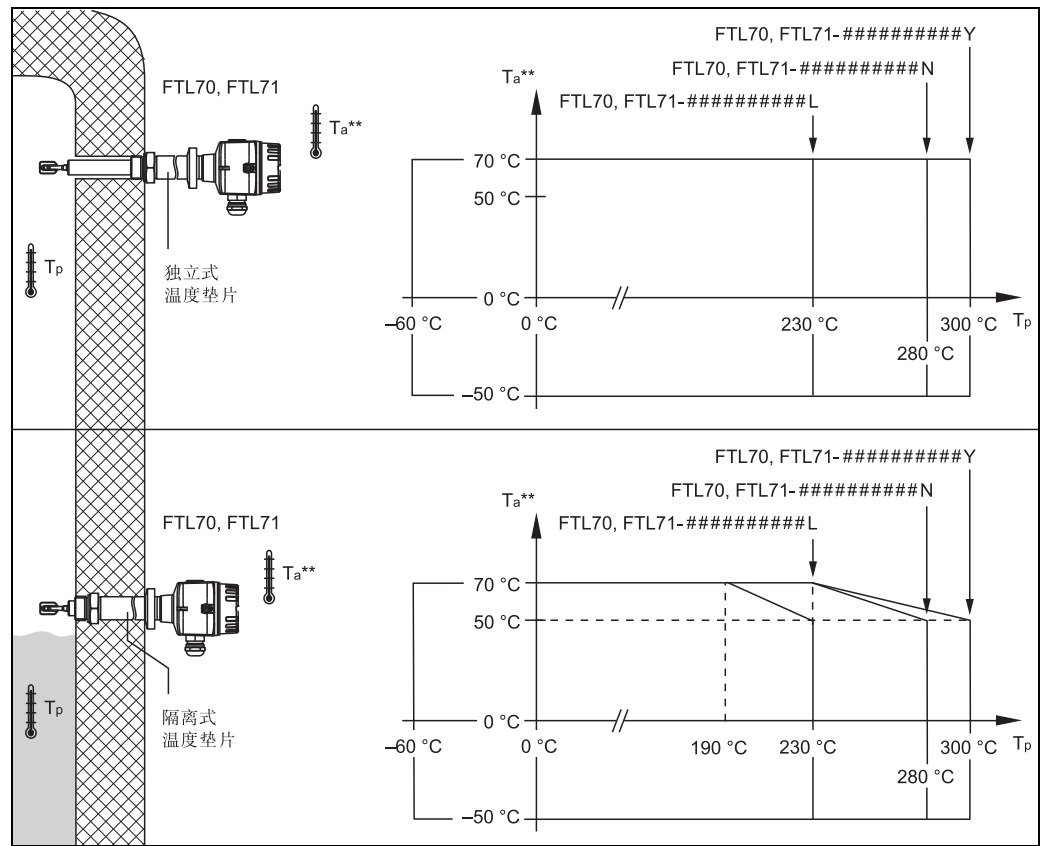 FTL70, FTL71
Ta**
独立式
温度垫片
Tp
FTL70, FTL71-##########Y
FTL70, FTL71-##########N
FTL70, FTL71-##########L
Ta**
70 °C
50 °C
0 °C
–60 °C
0 °C
230 °C
300 °C
Tp
280 °C
–50 °C
FTL70, FTL71
Ta**
Tp
隔离式
温度垫片
FTL70, FTL71-##########Y
FTL70, FTL71-##########N
FTL70, FTL71-##########L
Ta**
70 °C
50 °C
0 °C
–60 °C
0 °C
190 °C
230 °C
300 °C
Tp
280 °C
–50 °C